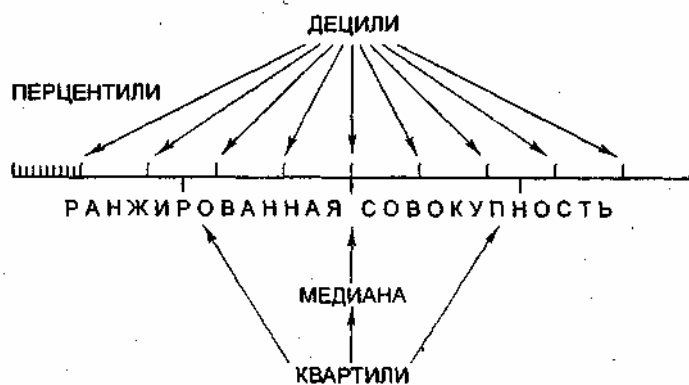 ДЕЦИЛИ
ПЕРЦЕНТИЛИ
РАНЖИРОВАННАЯ СОВОКУПНОСТЬ
МЕДИАНА
КВАРТИЛИ